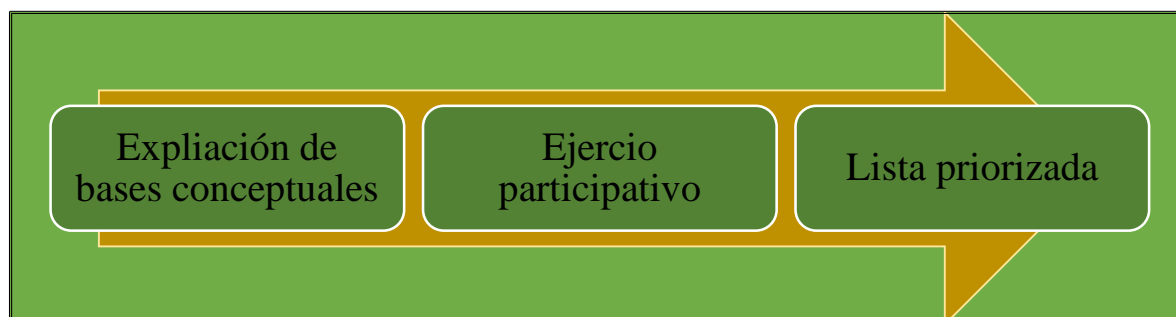 Expliación de
bases conceptuales
Ejercio
participativo
Lista priorizada